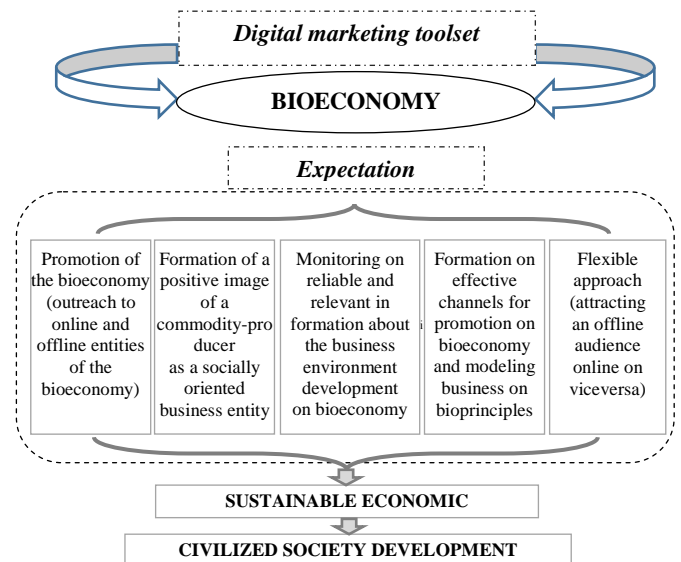 Digital marketing toolset
BIOECONOMY
Expectation
Promotion of
the bioeconomy
(outreach to
online and
offline entities
of the
bioeconomy)
Formation of a
positive image
of a
commodity-pro
ducer
as a socially
oriented
business entity
Monitoring on
reliable and
relevant in
formation about
the business
environment
development
on bioeconomy
i
Formation on
effective
channels for
promotion on
bioeconomy
and modeling
business on
bioprinciples
Flexible
approach
(attracting
an offline
audience
online on
viceversa)
SUSTAINABLE ECONOMIC
CIVILIZED SOCIETY DEVELOPMENT